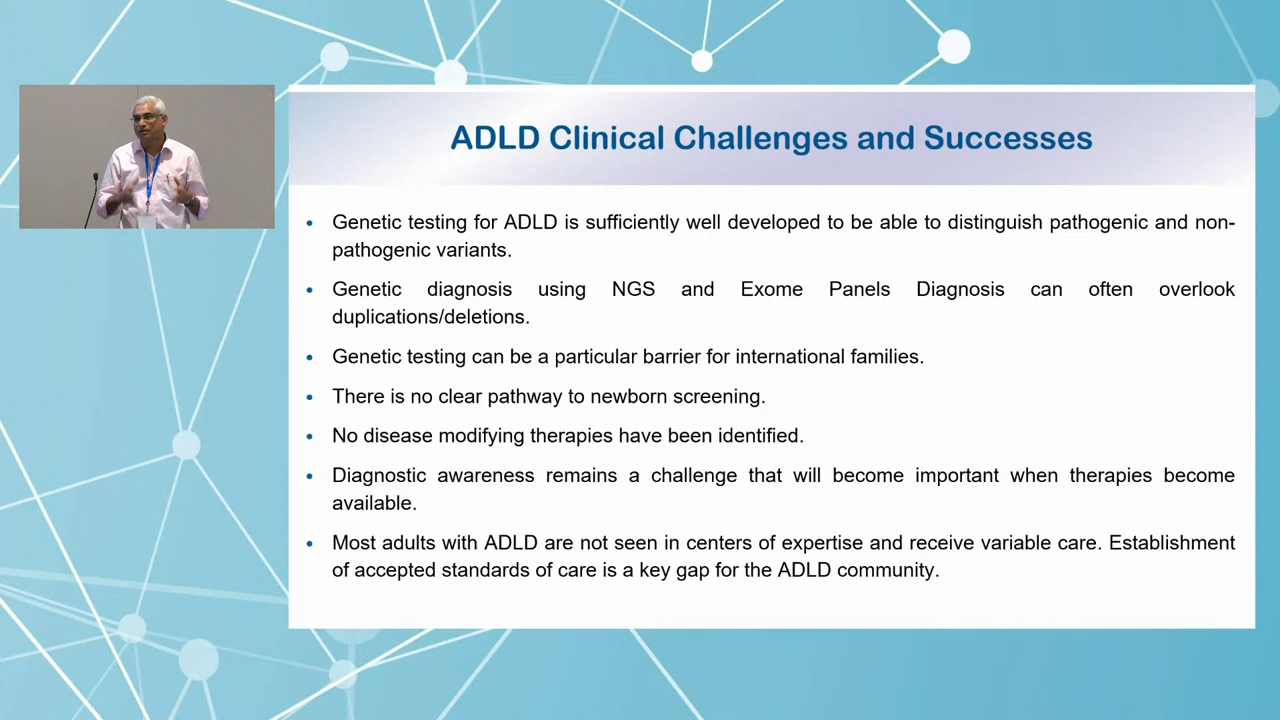 ADLD Clinical Challenges and Successes
Genetic testing for ADLD is sufficiently well developed to be able to distinguish pathogenic and non-
pathogenic variants.
Genetic diagnosis using NGS and Exome Panels Diagnosis can often overlook
duplications/deletions.
Genetic testing can be a particular barrier for international families.
There is no clear pathway to newborn screening.
No disease modifying therapies have been identified.
Diagnostic awareness remains a challenge that will become important when therapies become
available.
Most adults with ADLD are not seen in centers of expertise and receive variable care. Establishment
of accepted standards of care is a key gap for the ADLD community.